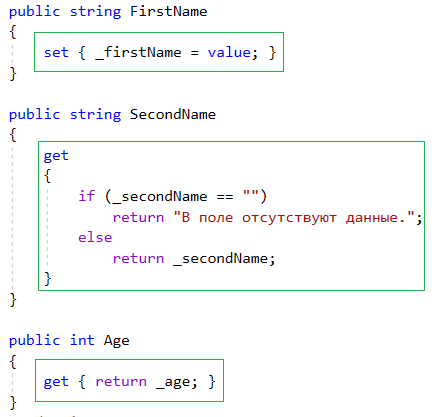 public string FirstName
{
set { _firstName = value; }
}
public string SecondName
{
get
{
if (_secondName == "")
return "В поле отсутствуют данные.";
else
return _secondName;
}
}
public int Age
{
get { return _age; }
}